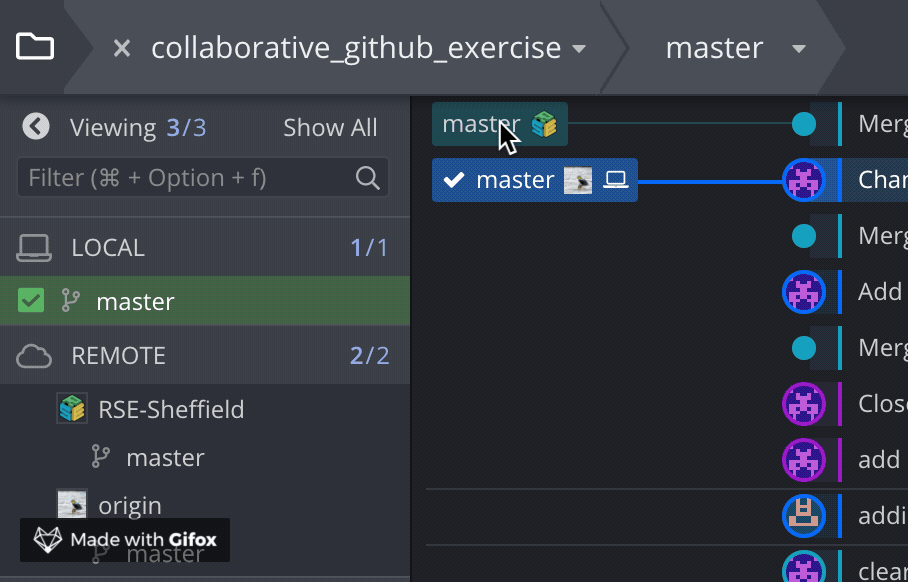 collaborative_github_exercise
master
Viewing 3/3
Show All
Filter (⌘ + Option + f)
LOCAL 1/1
master
REMOTE 2/2
RSE-Sheffield
master
origin
master
Made with Gifox
master
Merg
master
Char
Merg
Add
Merg
Close
add
addi
clear